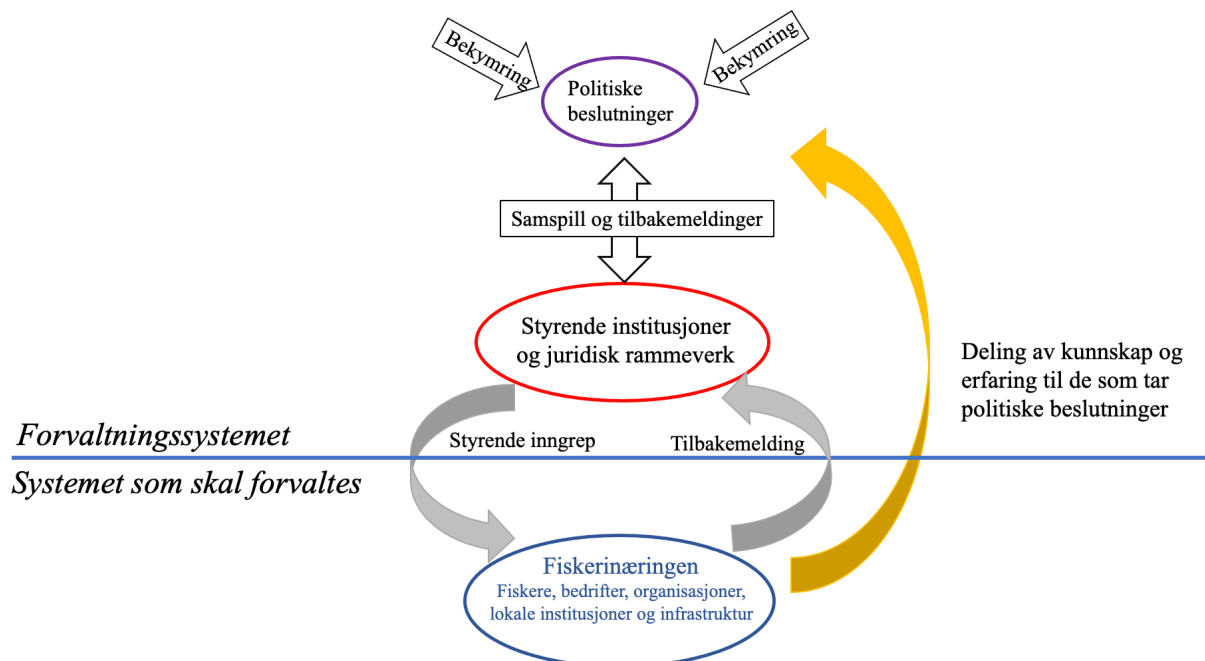 Bekymring
Bekymring
Politiske
beslutninger
Samspill og tilbakemeldinger
Styrende institusjoner
og juridisk rammeverk
Deling av kunnskap og
erfaring til de som tar
politiske beslutninger
Forvaltningssystemet
Styrende inngrep
Tilbakemelding
Systemet som skal forvaltes
Fiskerinæringen
Fiskere, bedrifter, organisasjoner,
lokale institusjoner og infrastruktur